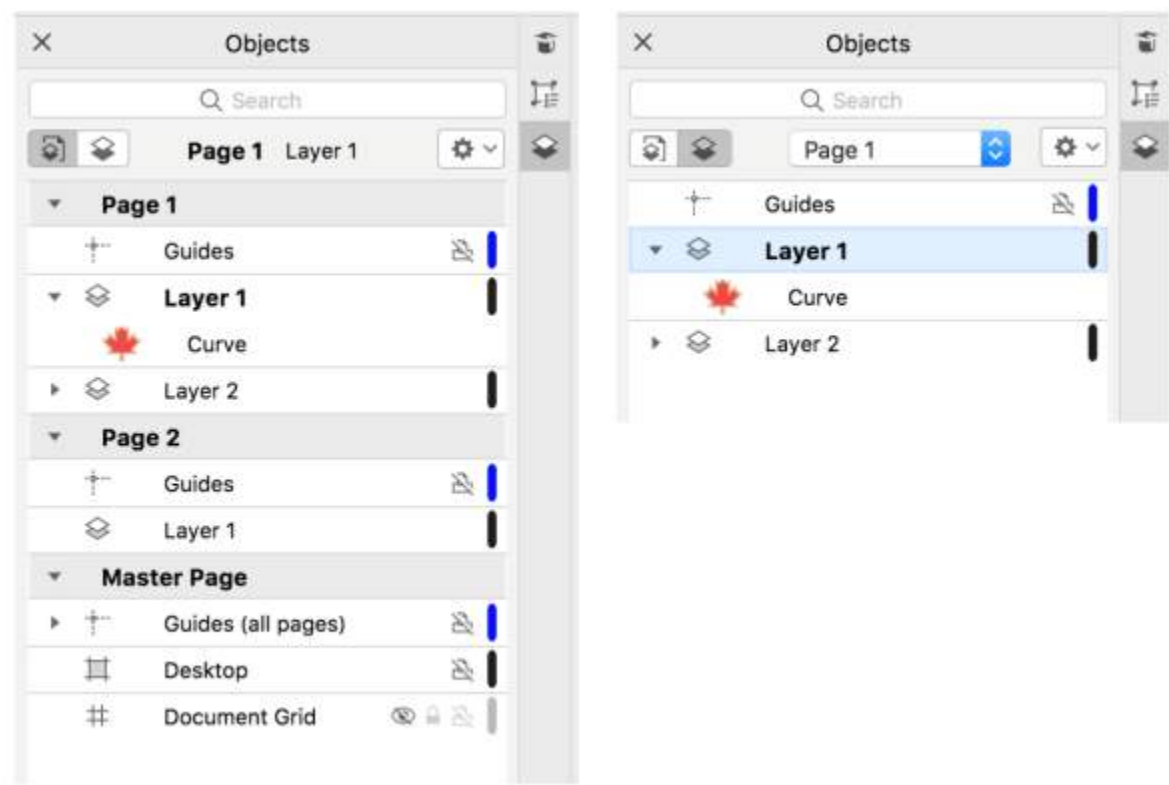 Objects
Search
Page 1 Layer 1
Page 1
Guides
Layer 1
Curve
Layer 2
Page 2
Guides
Layer 1
Master Page
Guides (all pages)
Desktop
Document Grid
Objects
Search
Page 1
Guides
Layer 1
Curve
Layer 2